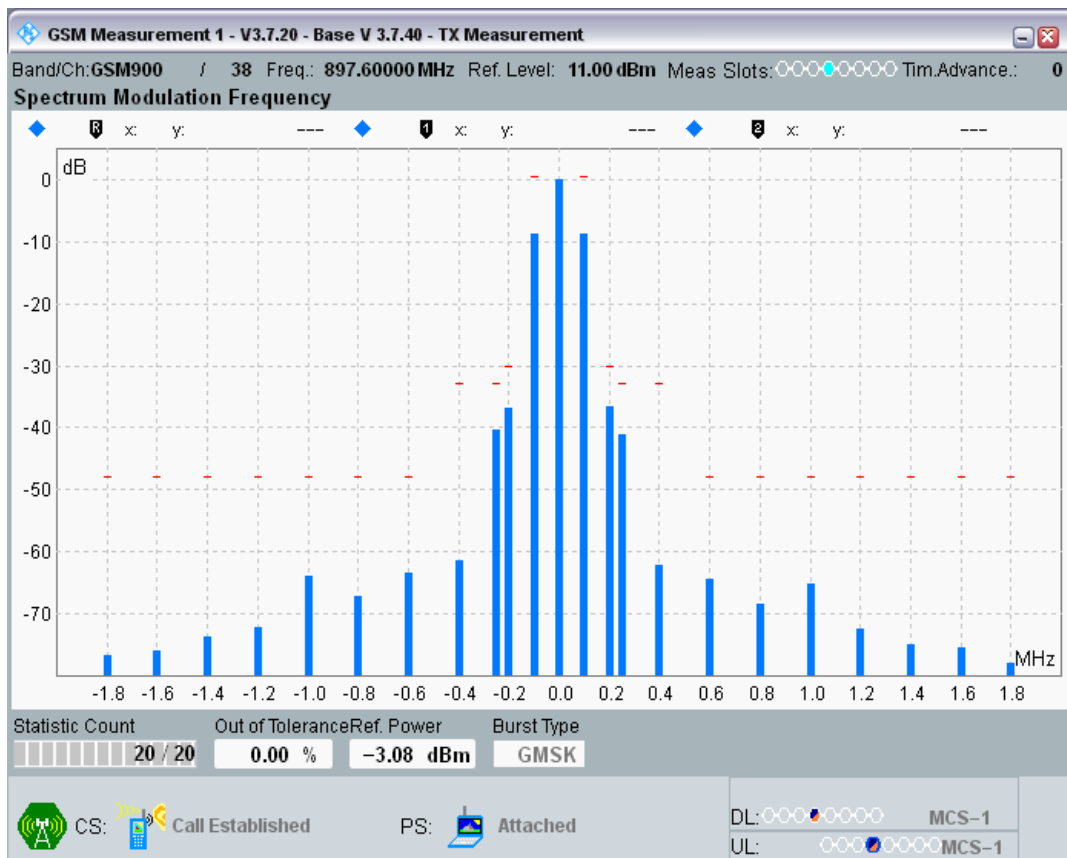 GSM Measurement 1 - V3.7.20 - Base V 3.7.40 - TX Measurement
Band/Ch:GSM900 / 38 Freq.: 897.60000 MHz Ref. Level: 11.00 dBm Meas Slots: Tim.Advance.: 0
Spectrum Modulation Frequency
R x: y: --- 1 x: y: --- 2 x: y: ---
dB
0
-10
-20
-30
-40
-50
-60
-70
MHz
-1.8 -1.6 -1.4 -1.2 -1.0 -0.8 -0.6 -0.4 -0.2 0.0 0.2 0.4 0.6 0.8 1.0 1.2 1.4 1.6 1.8
Statistic Count Out of Tolerance Ref. Power Burst Type
20 / 20 0.00 % −3.08 dBm GMSK
CS: Call Established PS: Attached
DL: MCS−1
UL: MCS−1